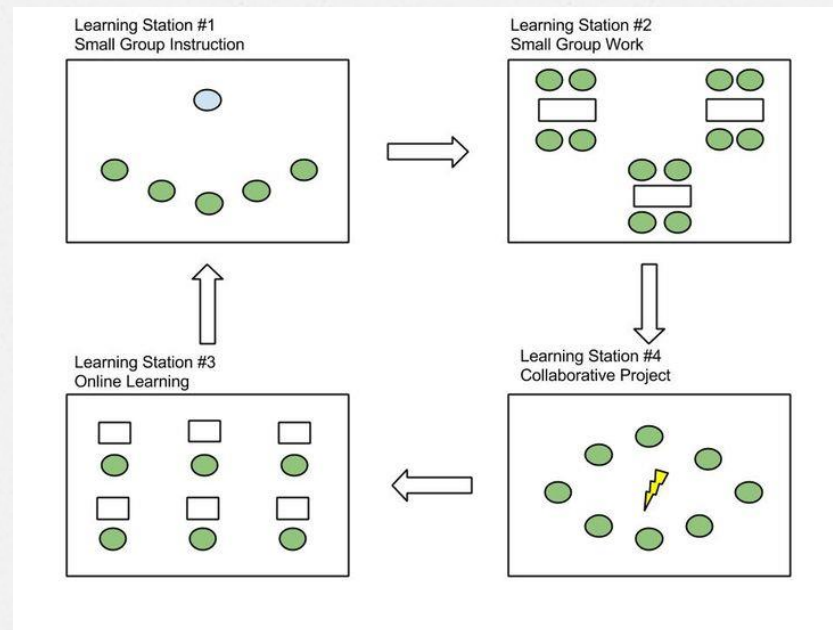 Learning Station #1
Small Group Instruction
Learning Station #2
Small Group Work
Learning Station #3
Online Learning
Learning Station #4
Collaborative Project